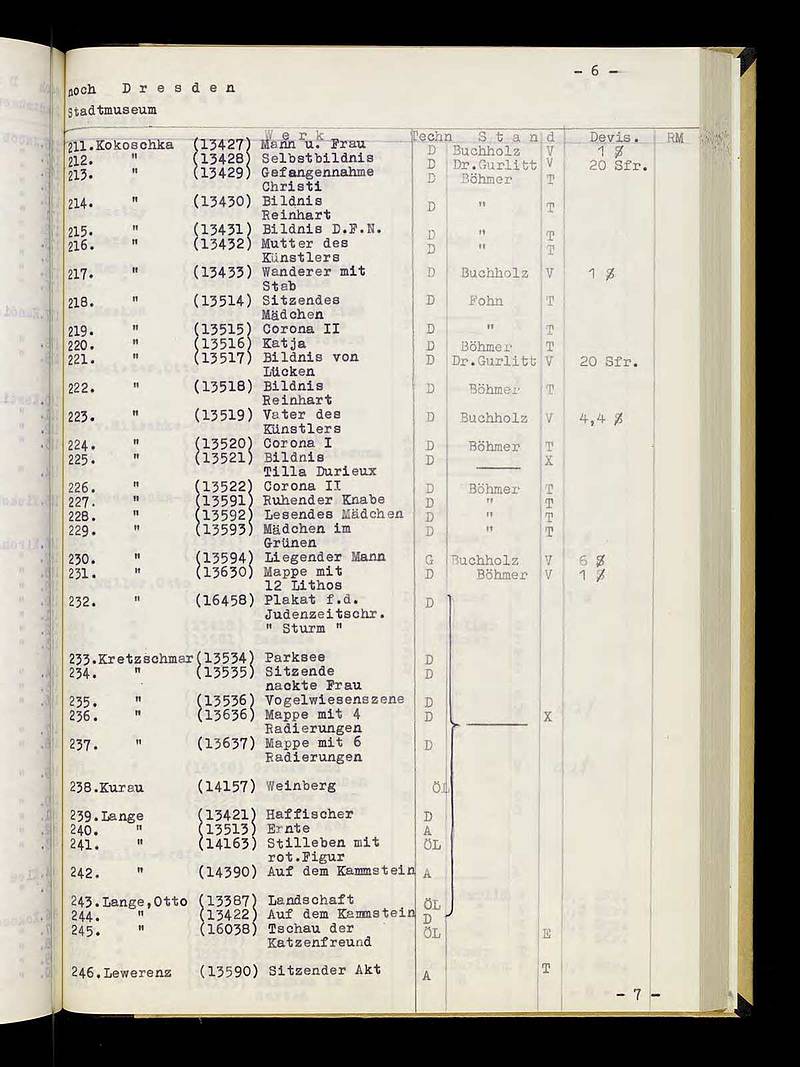 - 6 -
noch D r e s d e n
Stadtmuseum
W e r k Techn S t a n d Devis. RM
211.Kokoschka (13427) Mann u. Frau D Buchholz V 1 $
212. " (13428) Selbstbildnis D Dr.Gurlitt V 20 Sfr.
213. " (13429) Gefangennahme D Böhmer T
Christi
214. " (13430) Bildnis D " T
Reinhart
215. " (13431) Bildnis D.F.N. D " T
216. " (13432) Mutter des D " T
Künstlers
217. " (13433) Wanderer mit D Buchholz V 1 $
Stab
218. " (13514) Sitzendes D Fohn T
Mädchen
219. " (13515) Corona II D " T
220. " (13516) Katja D Böhmer T
221. " (13517) Bildnis von D Dr.Gurlitt V 20 Sfr.
Lücken
222. " (13518) Bildnis D Böhmer T
Reinhart
223. " (13519) Vater des D Buchholz V 4,4 $
Künstlers
224. " (13520) Corona I D Böhmer T
225. " (13521) Bildnis D ——— X
Tilla Durieux
226. " (13522) Corona II D Böhmer T
227. " (13591) Ruhender Knabe D " T
228. " (13592) Lesendes Mädchen D " T
229. " (13593) Mädchen im D " T
Grünen
230. " (13594) Liegender Mann G Buchholz V 6 $
231. " (13630) Mappe mit D Böhmer V 1 $
12 Lithos
232. " (16458) Plakat f.d. D
Judenzeitschr.
" Sturm "
233.Kretzschmar(13534) Parksee D
234. " (13535) Sitzende D
nackte Frau
235. " (13536) Vogelwiesenszene D
236. " (13636) Mappe mit 4 D ——— X
Radierungen
237. " (13637) Mappe mit 6 D
Radierungen
238.Kurau (14157) Weinberg ÖL
239.Lange (13421) Haffischer D
240. " (13513) Ernte A
241. " (14163) Stilleben mit ÖL
rot.Figur
242. " (14390) Auf dem Kammstein A
243.Lange,Otto (13387) Landschaft ÖL
244. " (13422) Auf dem Kammstein D
245. " (16038) Tschau der ÖL E
Katzenfreund
246.Lewerenz (13590) Sitzender Akt A T
- 7 -